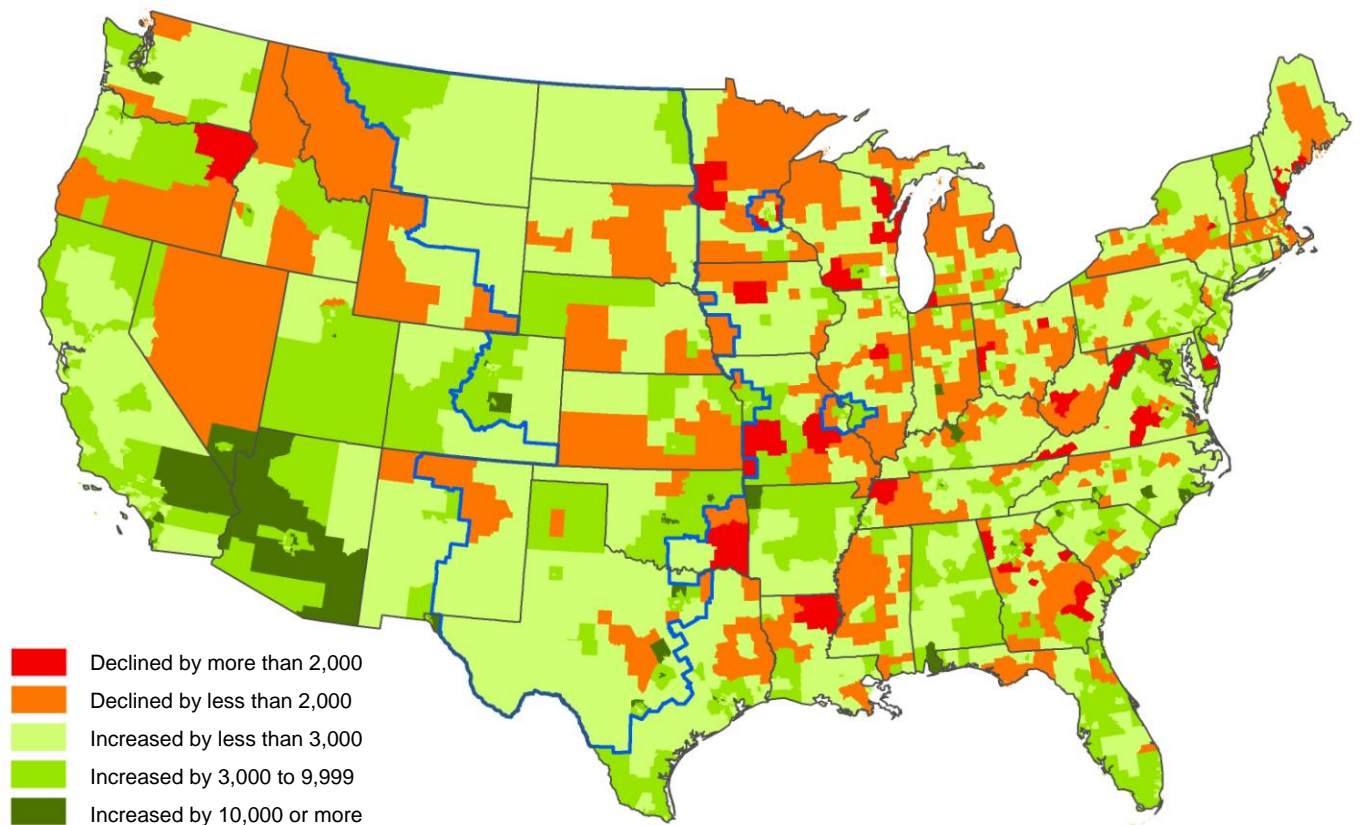 Declined by more than 2,000
Declined by less than 2,000
Increased by less than 3,000
Increased by 3,000 to 9,999
Increased by 10,000 or more